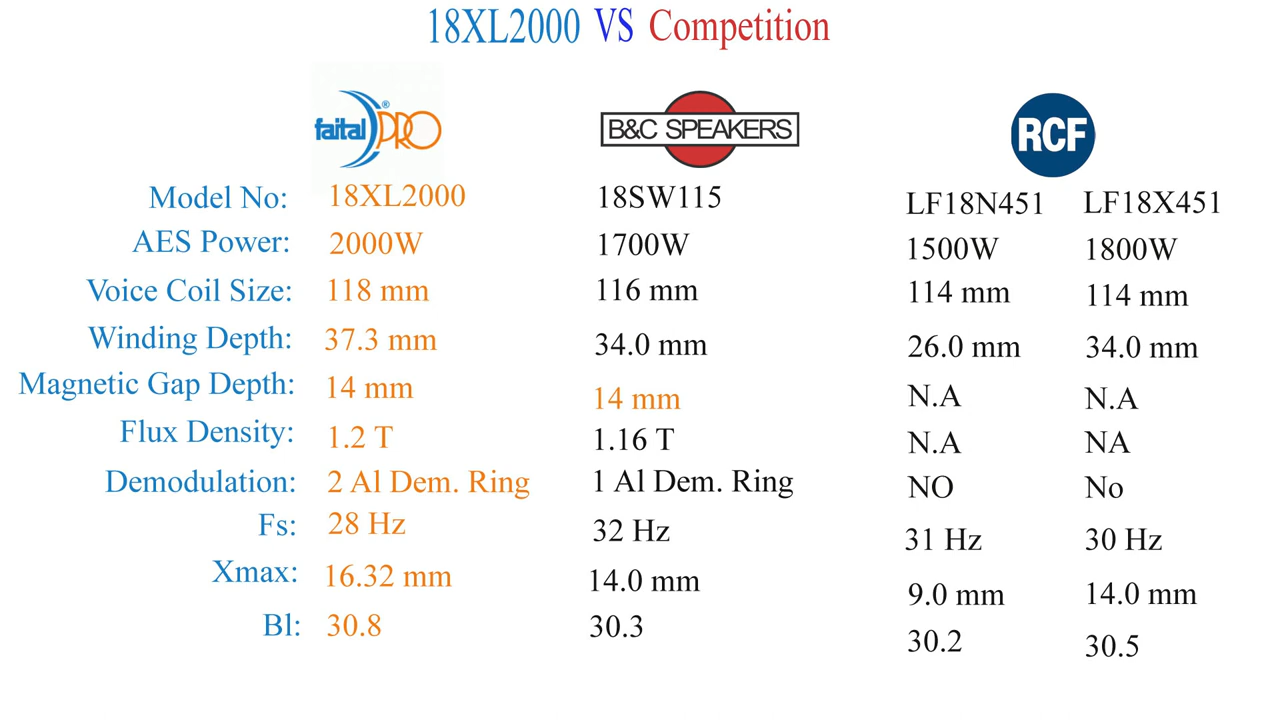 18XL2000 VS Competition
faital PRO ®
B&C SPEAKERS
RCF
Model No: 18XL2000 18SW115 LF18N451 LF18X451
AES Power: 2000W 1700W 1500W 1800W
Voice Coil Size: 118 mm 116 mm 114 mm 114 mm
Winding Depth: 37.3 mm 34.0 mm 26.0 mm 34.0 mm
Magnetic Gap Depth: 14 mm 14 mm N.A N.A
Flux Density: 1.2 T 1.16 T N.A NA
Demodulation: 2 Al Dem. Ring 1 Al Dem. Ring NO No
Fs: 28 Hz 32 Hz 31 Hz 30 Hz
Xmax: 16.32 mm 14.0 mm 9.0 mm 14.0 mm
Bl: 30.8 30.3 30.2 30.5